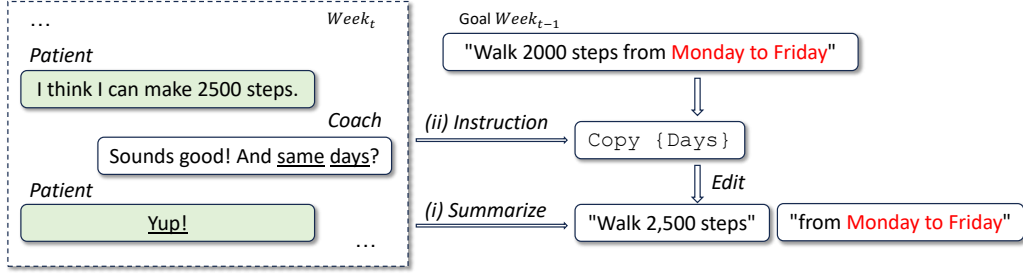 ...
Week_t
Patient
I think I can make 2500 steps.
Coach
Sounds good! And same days?
Patient
Yup!
...
Goal Week_{t−1}
"Walk 2000 steps from Monday to Friday"
(ii) Instruction
Copy {Days}
Edit
(i) Summarize
"Walk 2,500 steps"
"from Monday to Friday"